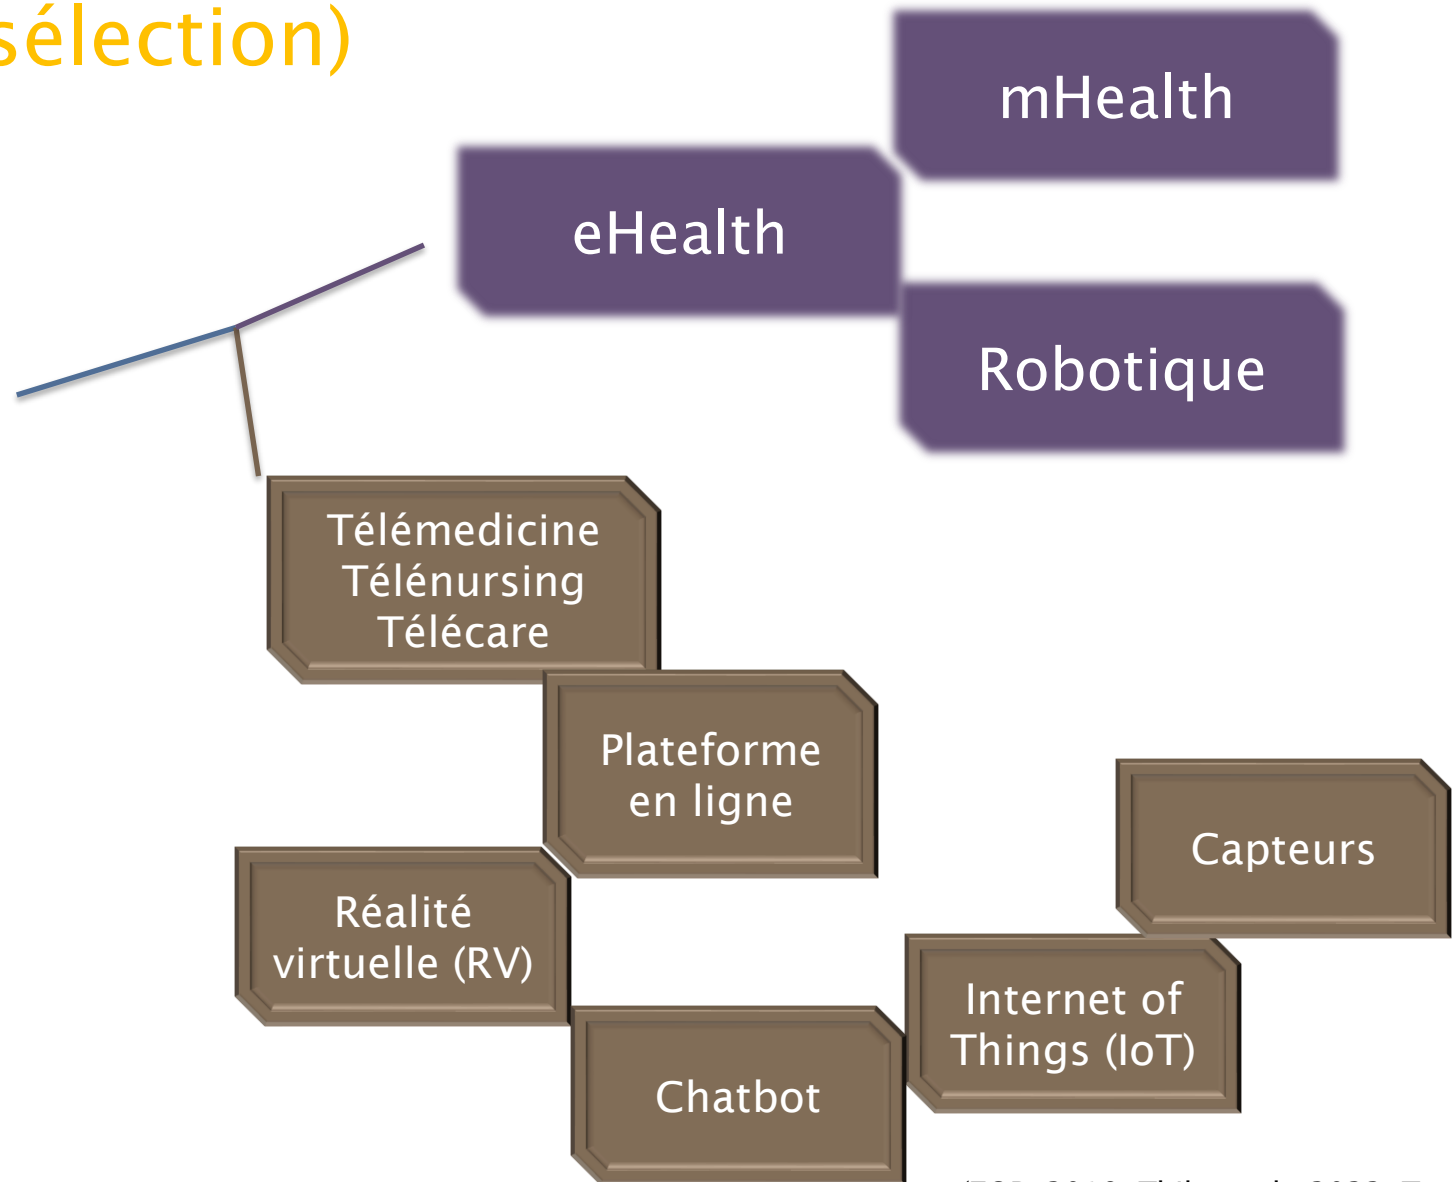 sélection)
mHealth
eHealth
Robotique
Télémedicine
Télénursing
Télécare
Plateforme
en ligne
Capteurs
Réalité
virtuelle (RV)
Internet of
Things (IoT)
Chatbot